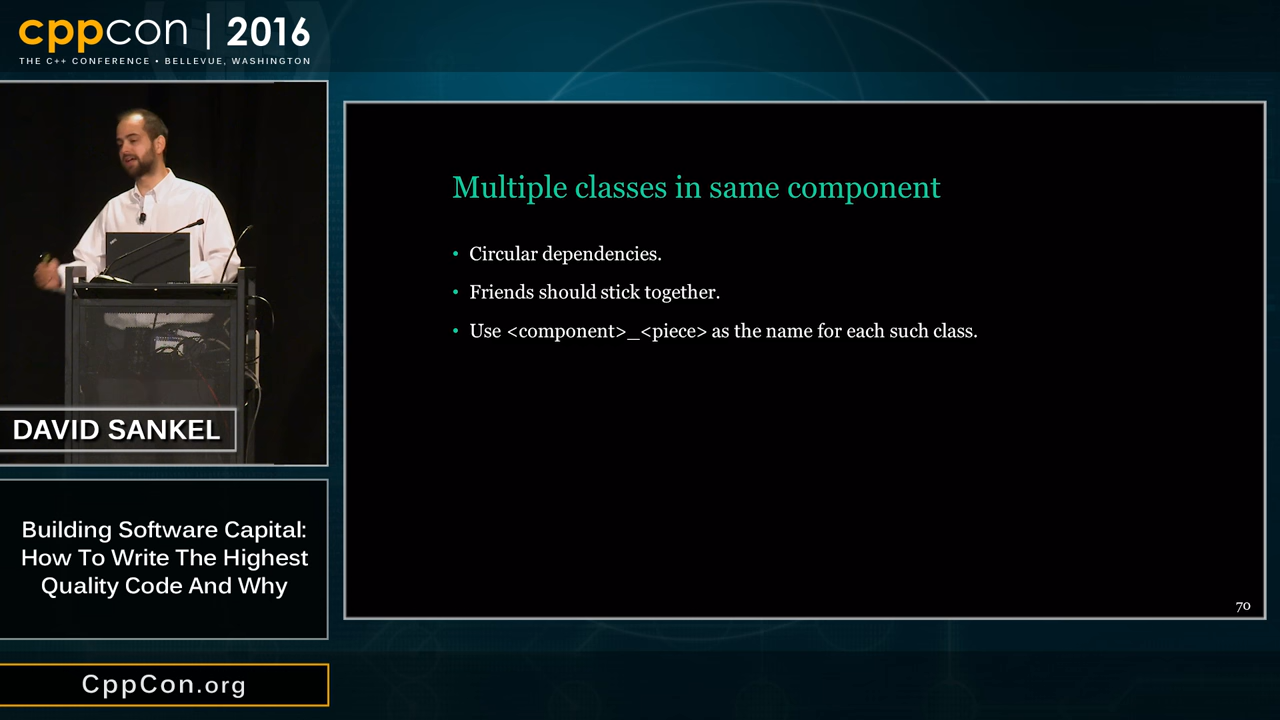 cppcon | 2016
THE C++ CONFERENCE • BELLEVUE, WASHINGTON
DAVID SANKEL
Building Software Capital:
How To Write The Highest
Quality Code And Why
CppCon.org
Multiple classes in same component
• Circular dependencies.
• Friends should stick together.
• Use <component>_<piece> as the name for each such class.
70